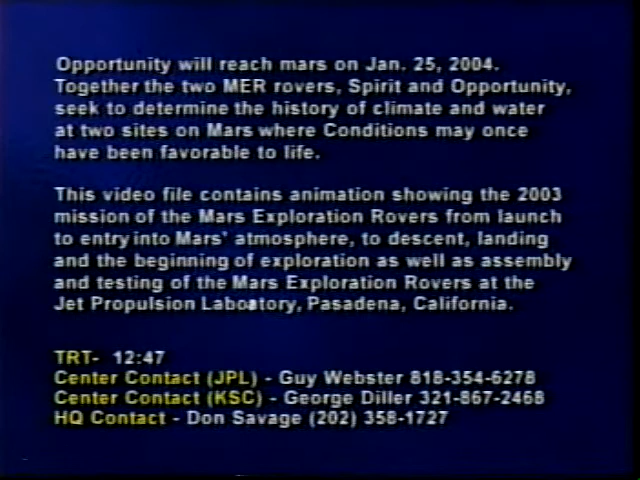 Opportunity will reach mars on Jan. 25, 2004.
Together the two MER rovers, Spirit and Opportunity,
seek to determine the history of climate and water
at two sites on Mars where Conditions may once
have been favorable to life.
This video file contains animation showing the 2003
mission of the Mars Exploration Rovers from launch
to entry into Mars' atmosphere, to descent, landing
and the beginning of exploration as well as assembly
and testing of the Mars Exploration Rovers at the
Jet Propulsion Laboatory, Pasadena, California.
TRT- 12:47
Center Contact (JPL) - Guy Webster 818-354-6278
Center Contact (KSC) - George Diller 321-867-2468
HQ Contact - Don Savage (202) 358-1727